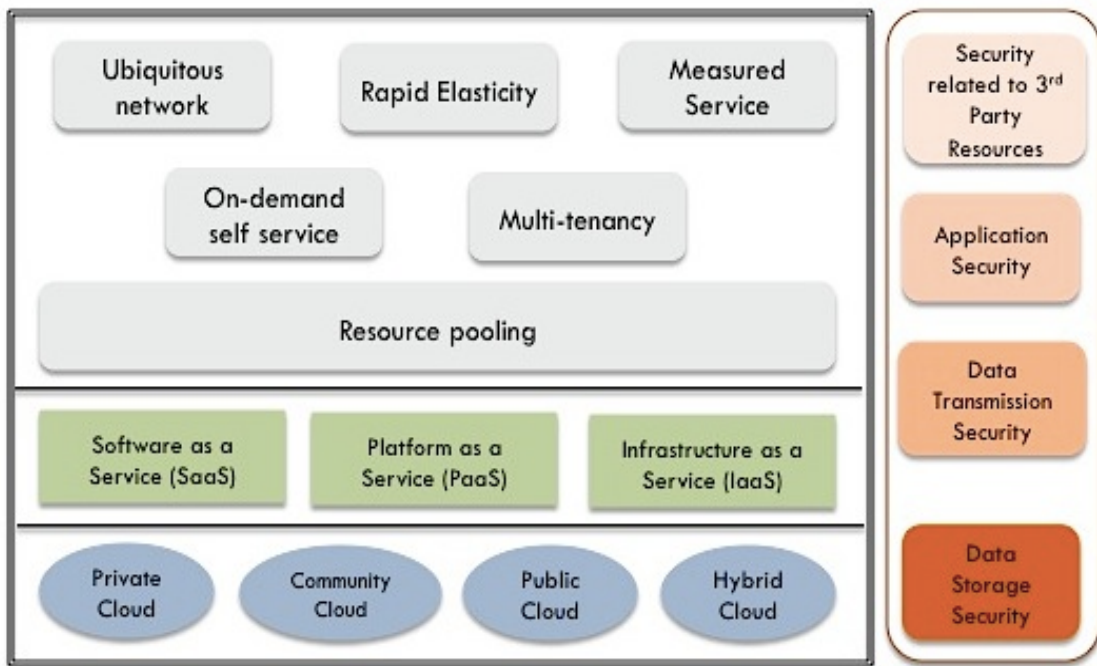 Ubiquitous
network
Rapid Elasticity
Measured
Service
On-demand
self service
Multi-tenancy
Resource pooling
Software as a
Service (SaaS)
Platform as a
Service (PaaS)
Infrastructure as a
Service (IaaS)
Private
Cloud
Community
Cloud
Public
Cloud
Hybrid
Cloud
Security
related to 3rd
Party
Resources
Application
Security
Data
Transmission
Security
Data
Storage
Security